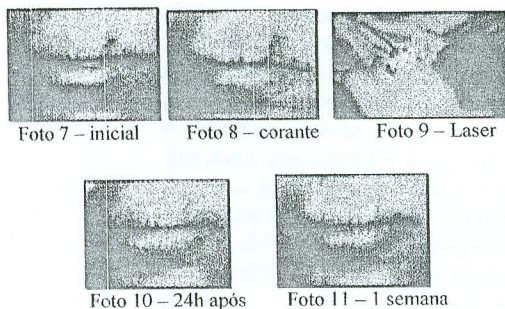 Foto 7 – inicial
Foto 8 – corante
Foto 9 – Laser
Foto 10 – 24h após
Foto 11 – 1 semana